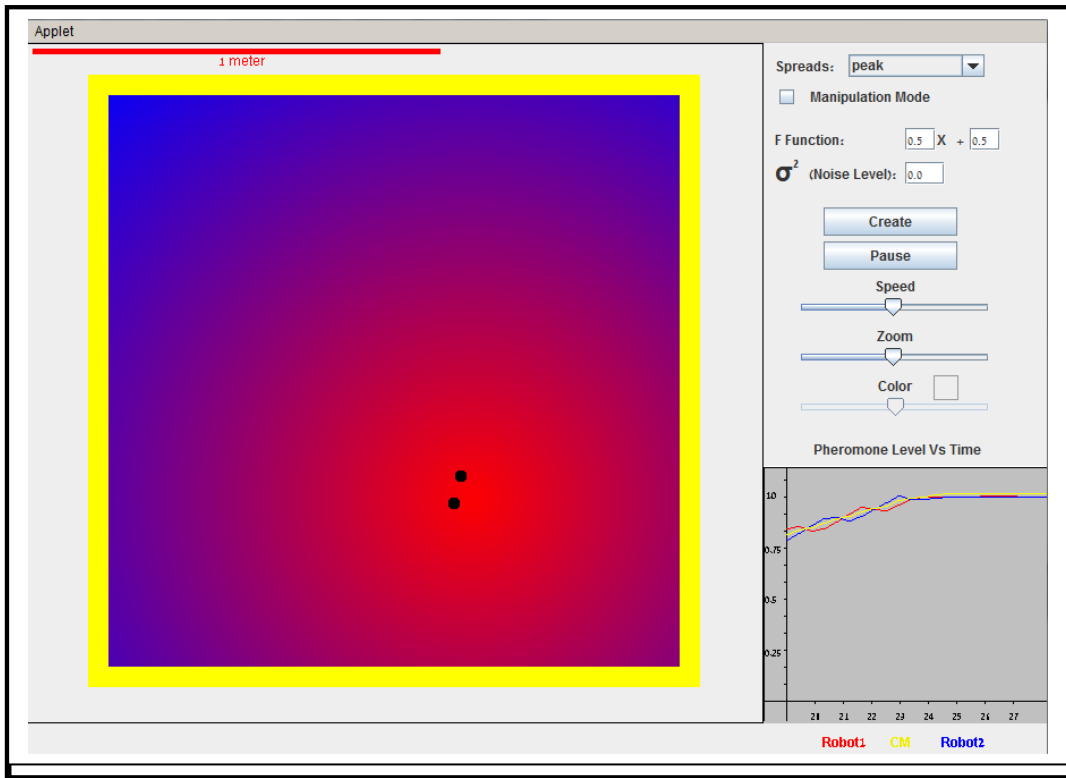 Applet
1 meter
Spreads: peak
Manipulation Mode
F Function: 0.5 X + 0.5
σ² (Noise Level): 0.0
Create
Pause
Speed
Zoom
Color
Pheromone Level Vs Time
1.0
0.75
0.5
0.25
20 21 22 23 24 25 26 27
Robot1 CM Robot2